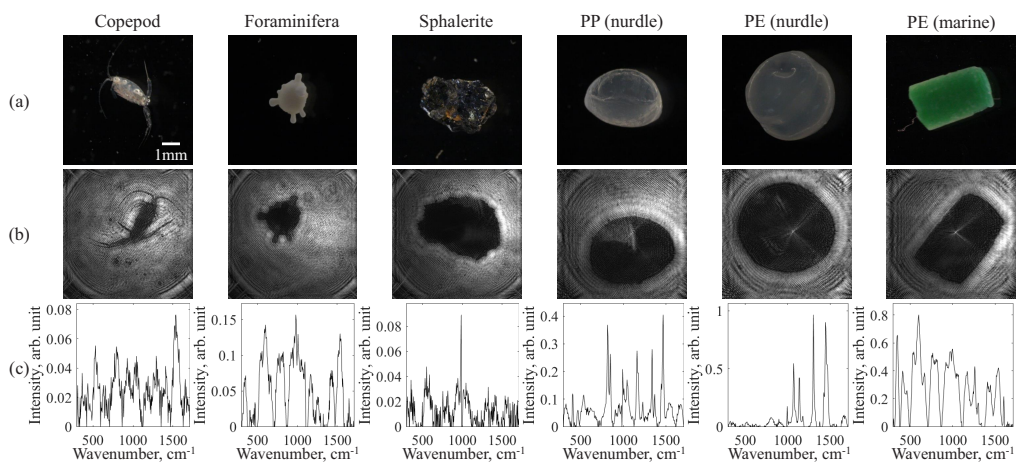 Copepod Foraminifera Sphalerite PP (nurdle) PE (nurdle) PE (marine)
(a)
1mm
(b)
(c)
Intensity, arb. unit Intensity, arb. unit Intensity, arb. unit Intensity, arb. unit Intensity, arb. unit Intensity, arb. unit
0.08 0.15 0.08 0.4 1 0.8
0.06 0.06 0.3 0.6
0.1
0.04 0.04 0.2 0.5 0.4
0.05
0.02 0.02 0.1 0.2
0 0 0 0 0 0
500 1000 1500 500 1000 1500 500 1000 1500 500 1000 1500 500 1000 1500 500 1000 1500
Wavenumber, cm-1 Wavenumber, cm-1 Wavenumber, cm-1 Wavenumber, cm-1 Wavenumber, cm-1 Wavenumber, cm-1